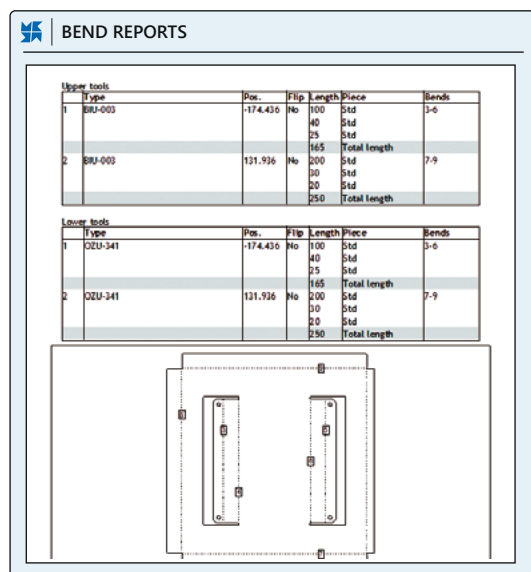 BEND REPORTS
Upper tools
Type Pos. Flip Length Piece Bends
1 BIU-003 -174.436 No 100 Std 3-6
40 Std
25 Std
165 Total length
2 BIU-003 131.936 No 200 Std 7-9
30 Std
20 Std
250 Total length
Lower tools
Type Pos. Flip Length Piece Bends
1 OZU-341 -174.436 No 100 Std 3-6
40 Std
25 Std
165 Total length
2 OZU-341 131.936 No 200 Std 7-9
30 Std
20 Std
250 Total length